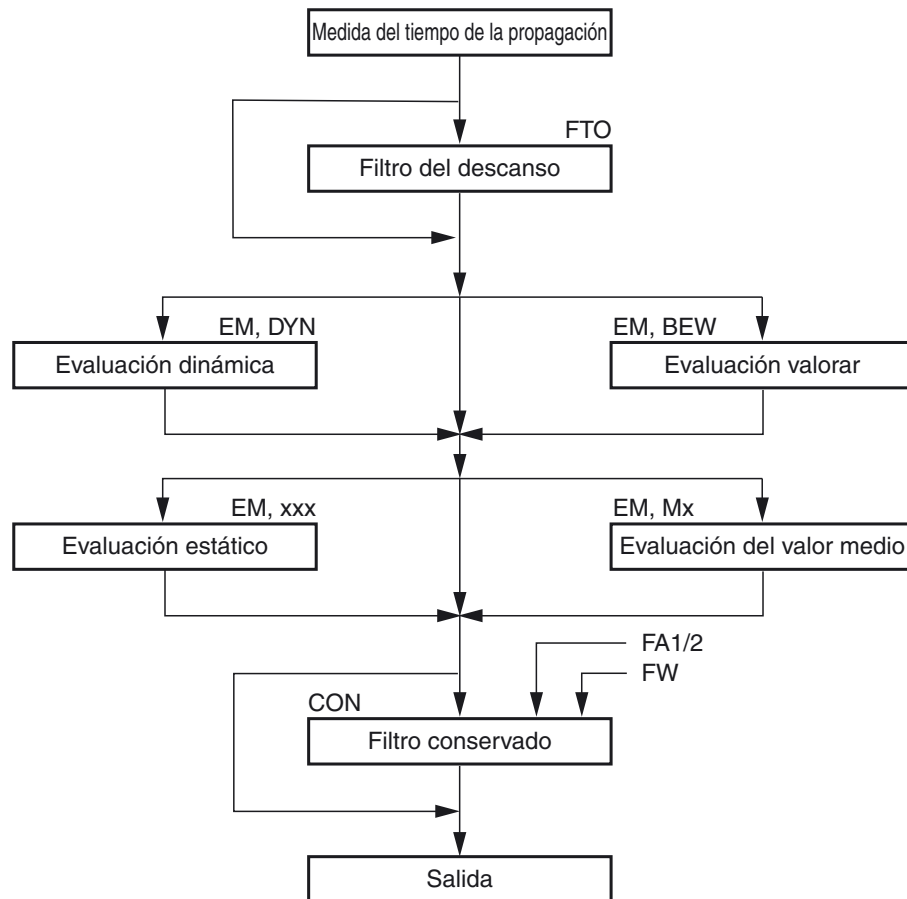 Medida del tiempo de la propagación
FTO
Filtro del descanso
EM, DYN
EM, BEW
Evaluación dinámica
Evaluación valorar
EM, xxx
EM, Mx
Evaluación estático
Evaluación del valor medio
FA1/2
FW
CON
Filtro conservado
Salida